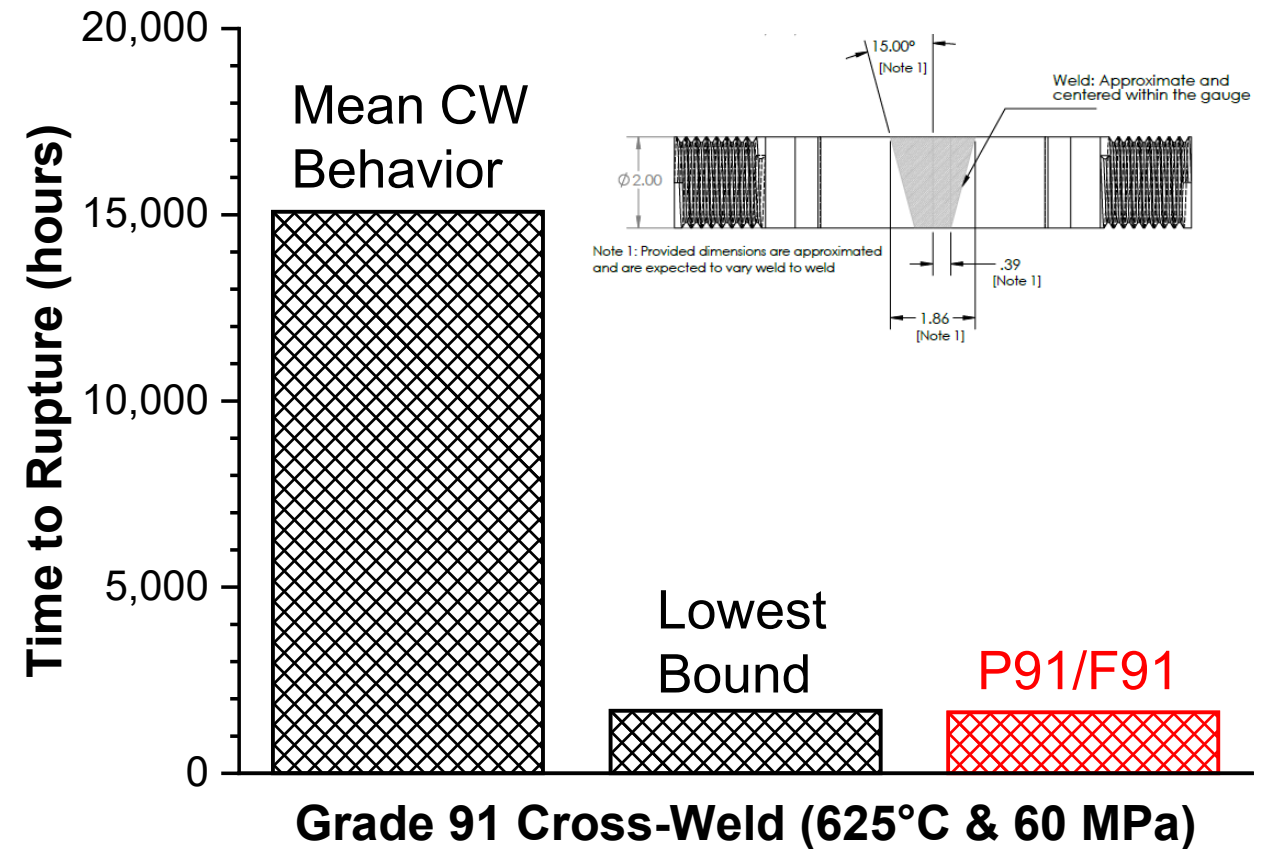 20,000
15,000
10,000
5,000
0
Time to Rupture (hours)
Mean CW
Behavior
Lowest
Bound
P91/F91
Grade 91 Cross-Weld (625°C & 60 MPa)
15.00°
[Note 1]
Weld: Approximate and
centered within the gauge
∅2.00
Note 1: Provided dimensions are approximated
and are expected to vary weld to weld
.39
[Note 1]
1.86
[Note 1]